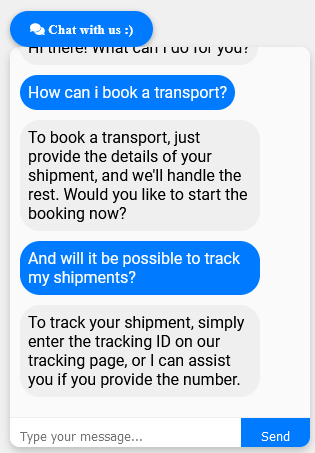 Chat with us :)
Hi there! What can I do for you?
How can i book a transport?
To book a transport, just
provide the details of your
shipment, and we'll handle the
rest. Would you like to start the
booking now?
And will it be possible to track
my shipments?
To track your shipment, simply
enter the tracking ID on our
tracking page, or I can assist
you if you provide the number.
Type your message...
Send